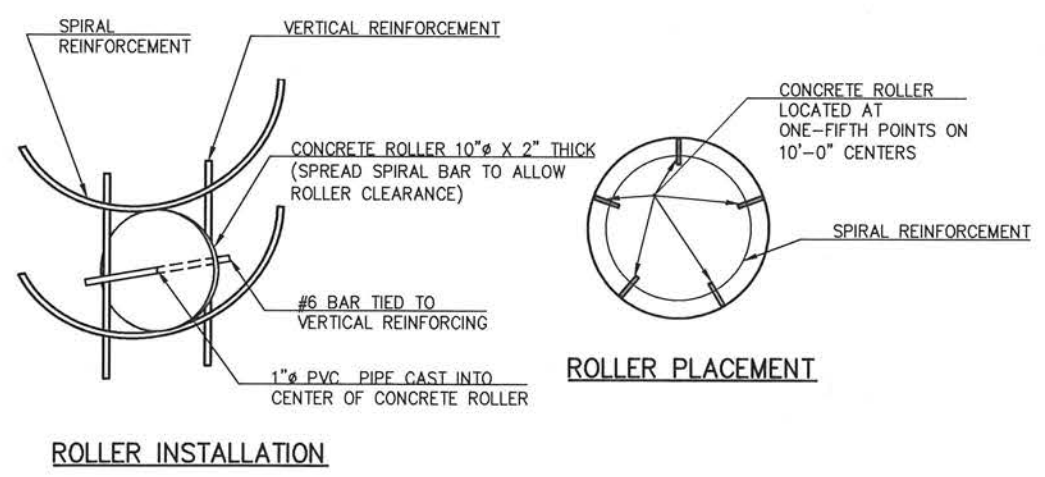 SPIRAL
REINFORCEMENT
VERTICAL REINFORCEMENT
CONCRETE ROLLER 10"ø X 2" THICK
(SPREAD SPIRAL BAR TO ALLOW
ROLLER CLEARANCE)
#6 BAR TIED TO
VERTICAL REINFORCING
1"ø PVC PIPE CAST INTO
CENTER OF CONCRETE ROLLER
ROLLER INSTALLATION
CONCRETE ROLLER
LOCATED AT
ONE-FIFTH POINTS ON
10'-0" CENTERS
SPIRAL REINFORCEMENT
ROLLER PLACEMENT